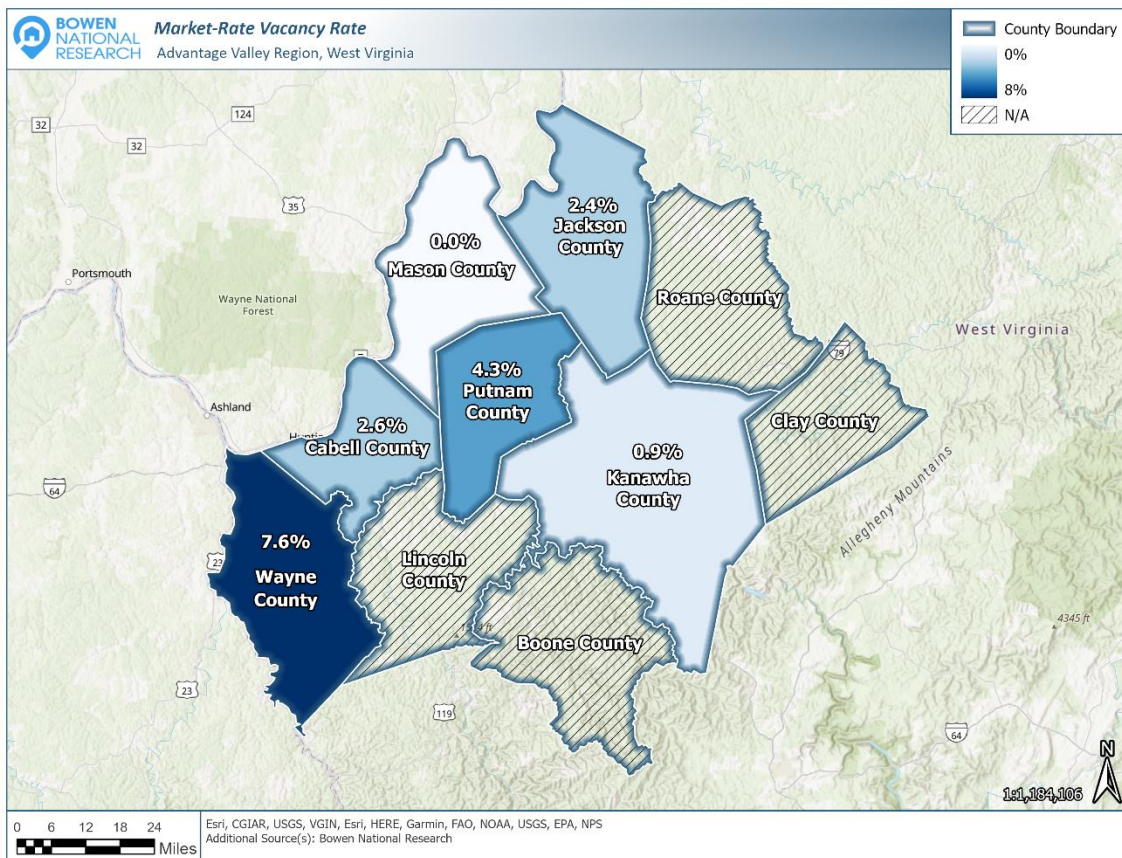 BOWEN
NATIONAL
RESEARCH
Market-Rate Vacancy Rate
Advantage Valley Region, West Virginia
County Boundary
0%
8%
N/A
32
124
32
35
2.4%
Jackson
County
0.0%
Mason County
Roane County
Portsmouth
Wayne National
Forest
West Virginia
79
4.3%
Putnam
County
Ashland
Clay County
2.6%
Cabell County
0.9%
Kanawha
County
64
Allegheny Mountains
7.6%
Wayne
County
23
Lincoln
County
4345 ft
Boone County
23
119
64
N
1:1,184,106
0 6 12 18 24
Miles
Esri, CGIAR, USGS, VGIN, Esri, HERE, Garmin, FAO, NOAA, USGS, EPA, NPS
Additional Source(s): Bowen National Research